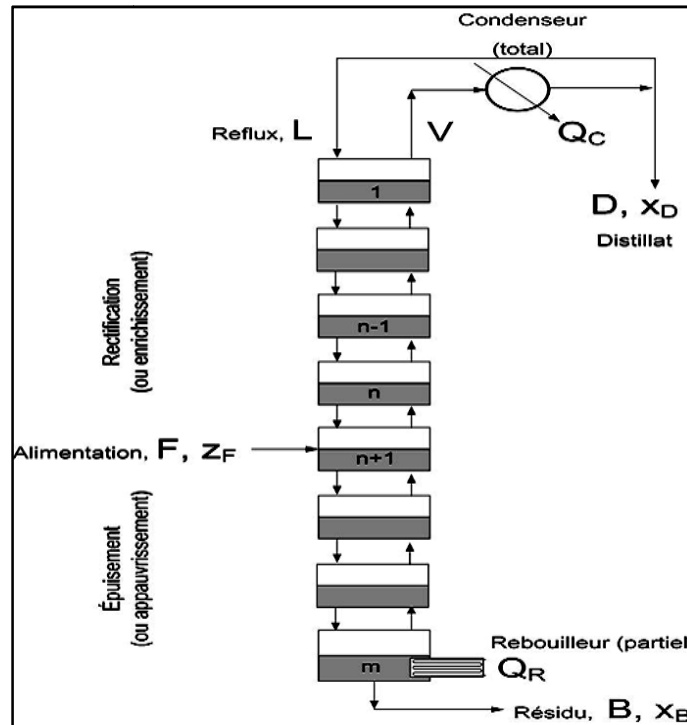 Condenseur
(total)
Reflux, L
V
Q_C
1
D, x_D
Distillat
Rectification
(ou enrichissement)
n-1
n
Alimentation, F, z_F
n+1
Épuisement
(ou appauvrissement)
Rebouilleur (partiel
m
Q_R
Résidu, B, x_B